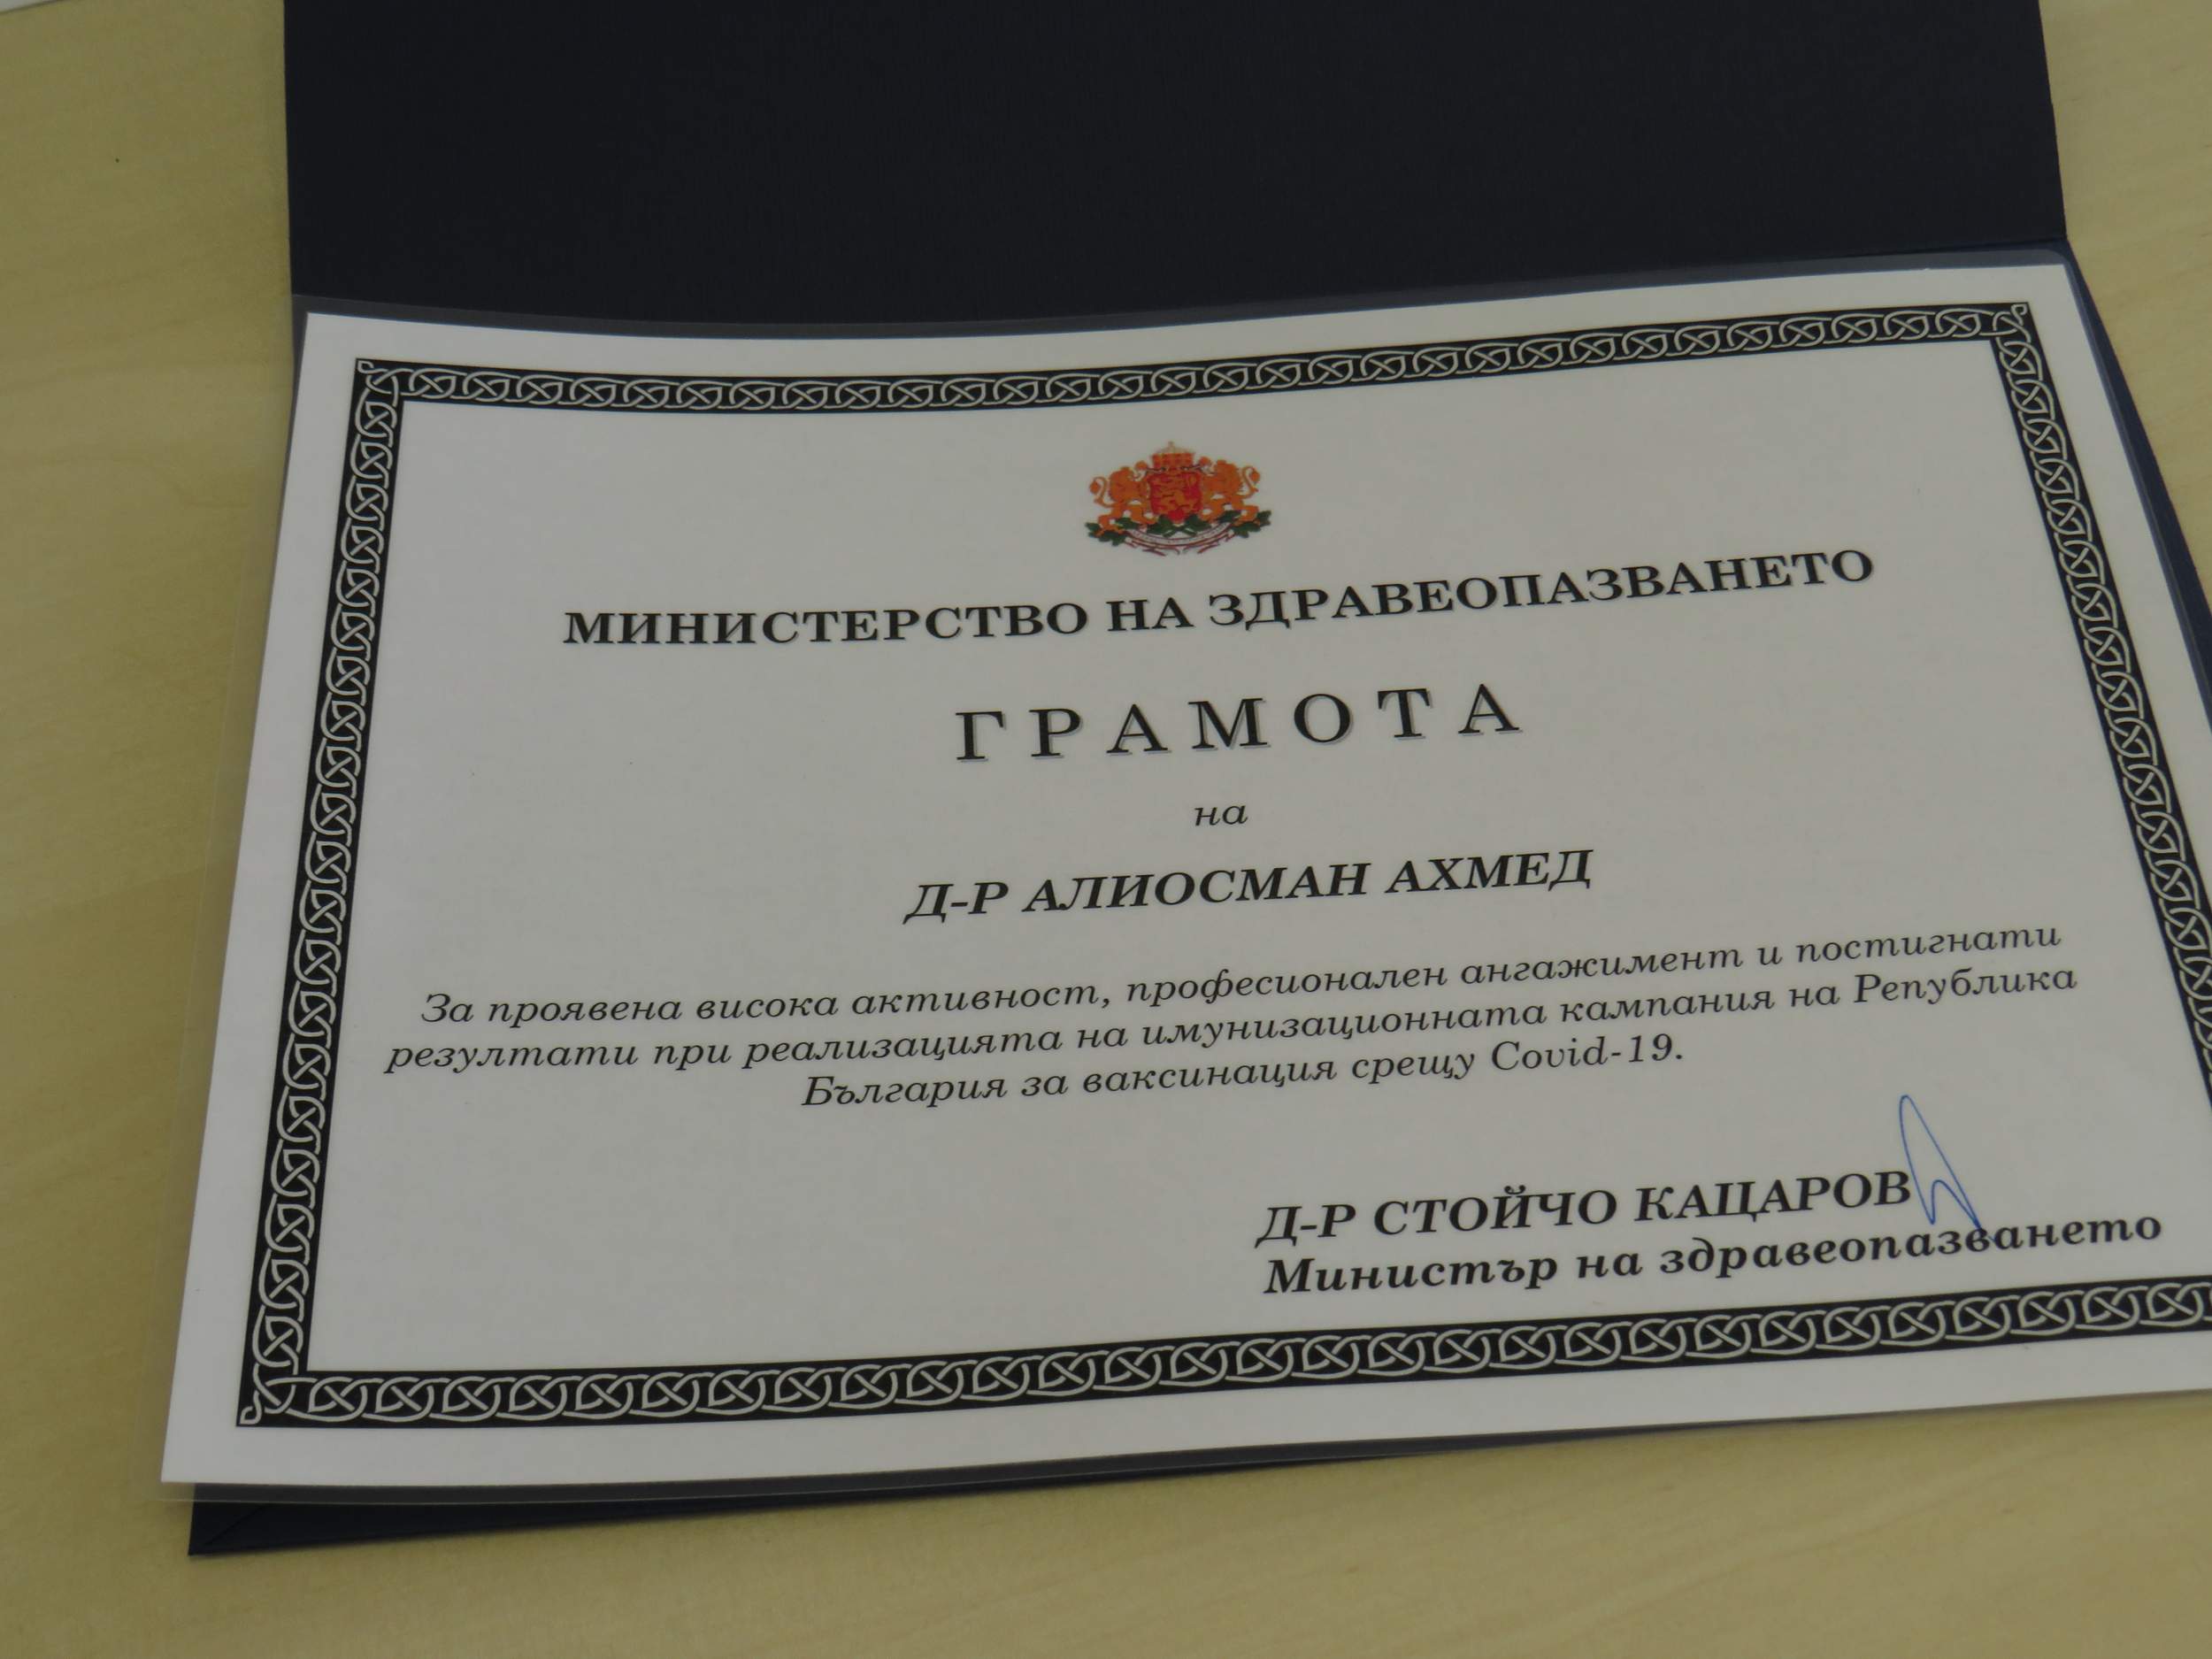 МИНИСТЕРСТВО НА ЗДРАВЕОПАЗВАНЕТО
ГРАМОТА
на
Д-Р АЛИОСМАН АХМЕД
За проявена висока активност, професионален ангажимент и постигнати
резултати при реализацията на имунизационната кампания на Република
България за ваксинация срещу Covid-19.
Д-Р СТОЙЧО КАЦАРОВ
Министър на здравеопазването